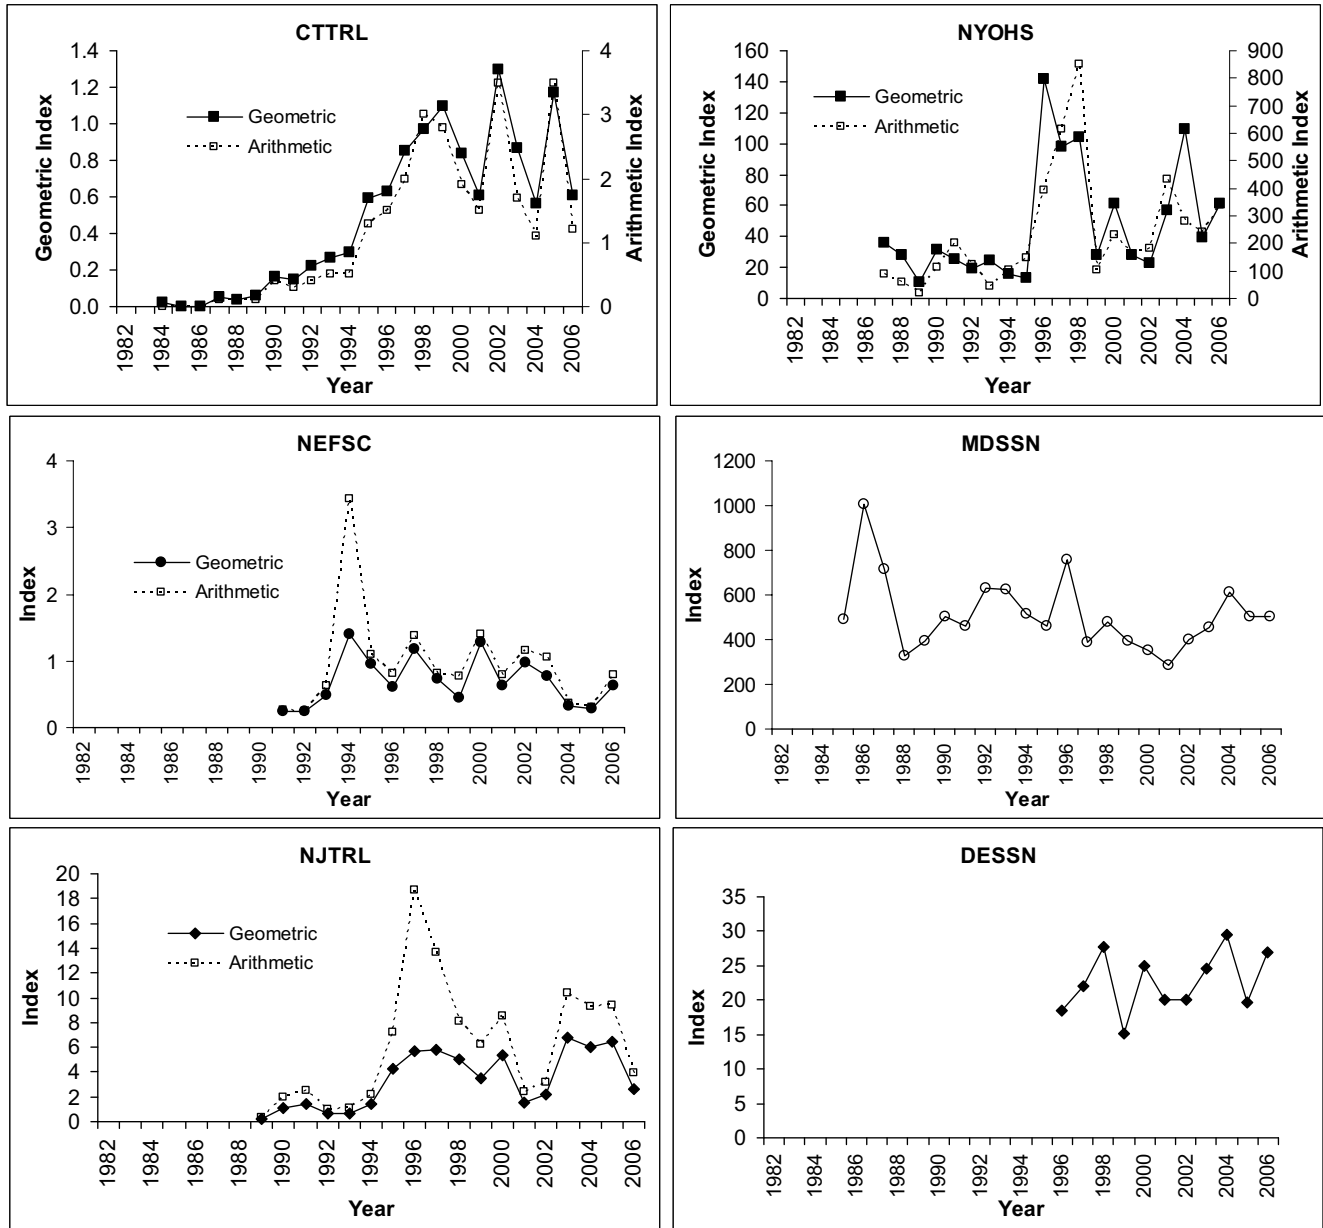 CTTRL
1.4
1.2
1.0
0.8
0.6
0.4
0.2
0.0
Geometric Index
4
3
2
1
0
Arithmetic Index
Geometric
Arithmetic
1982 1984 1986 1988 1990 1992 1994 1996 1998 2000 2002 2004 2006
Year
NYOHS
160
140
120
100
80
60
40
20
0
Geometric Index
900
800
700
600
500
400
300
200
100
0
Arithmetic Index
Geometric
Arithmetic
1982 1984 1986 1988 1990 1992 1994 1996 1998 2000 2002 2004 2006
Year
NEFSC
4
3
2
1
0
Index
Geometric
Arithmetic
1982 1984 1986 1988 1990 1992 1994 1996 1998 2000 2002 2004 2006
Year
MDSSN
1200
1000
800
600
400
200
0
Index
1982 1984 1986 1988 1990 1992 1994 1996 1998 2000 2002 2004 2006
Year
NJTRL
20
18
16
14
12
10
8
6
4
2
0
Index
Geometric
Arithmetic
1982 1984 1986 1988 1990 1992 1994 1996 1998 2000 2002 2004 2006
Year
DESSN
35
30
25
20
15
10
5
0
Index
1982 1984 1986 1988 1990 1992 1994 1996 1998 2000 2002 2004 2006
Year